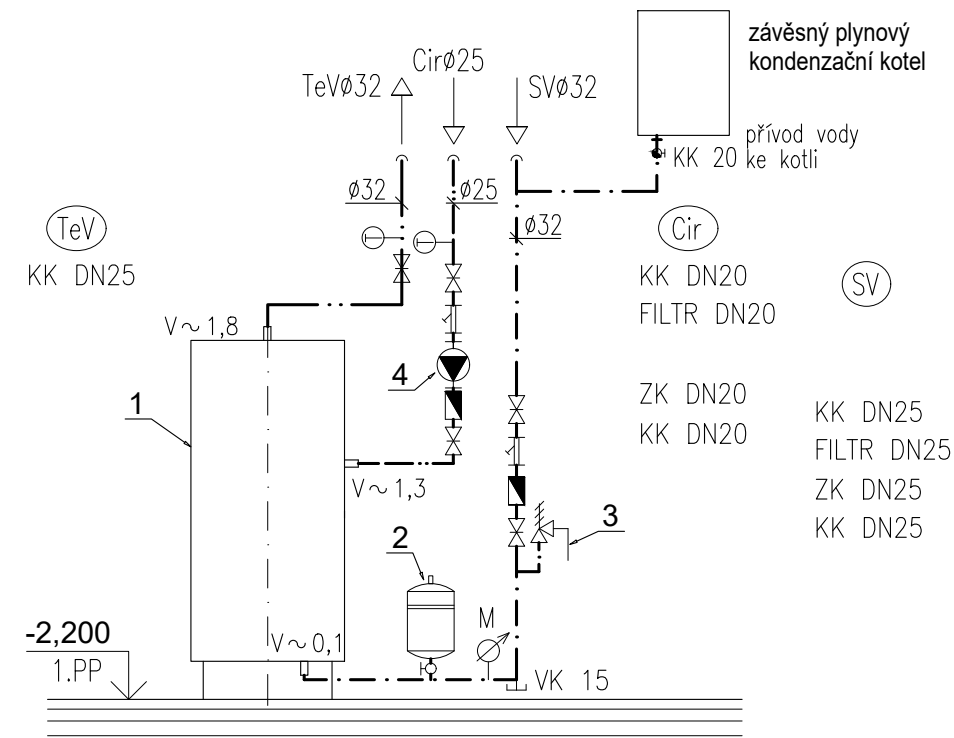 závěsný plynový
kondenzační kotel
Cirø25
TeVø32
SVø32
přívod vody
KK 20 ke kotli
ø32
ø25
ø32
TeV
KK DN25
Cir
KK DN20
FILTR DN20
ZK DN20
KK DN20
SV
KK DN25
FILTR DN25
ZK DN25
KK DN25
V~1,8
4
1
V~1,3
3
2
M
V~0,1
-2,200
1.PP
VK 15